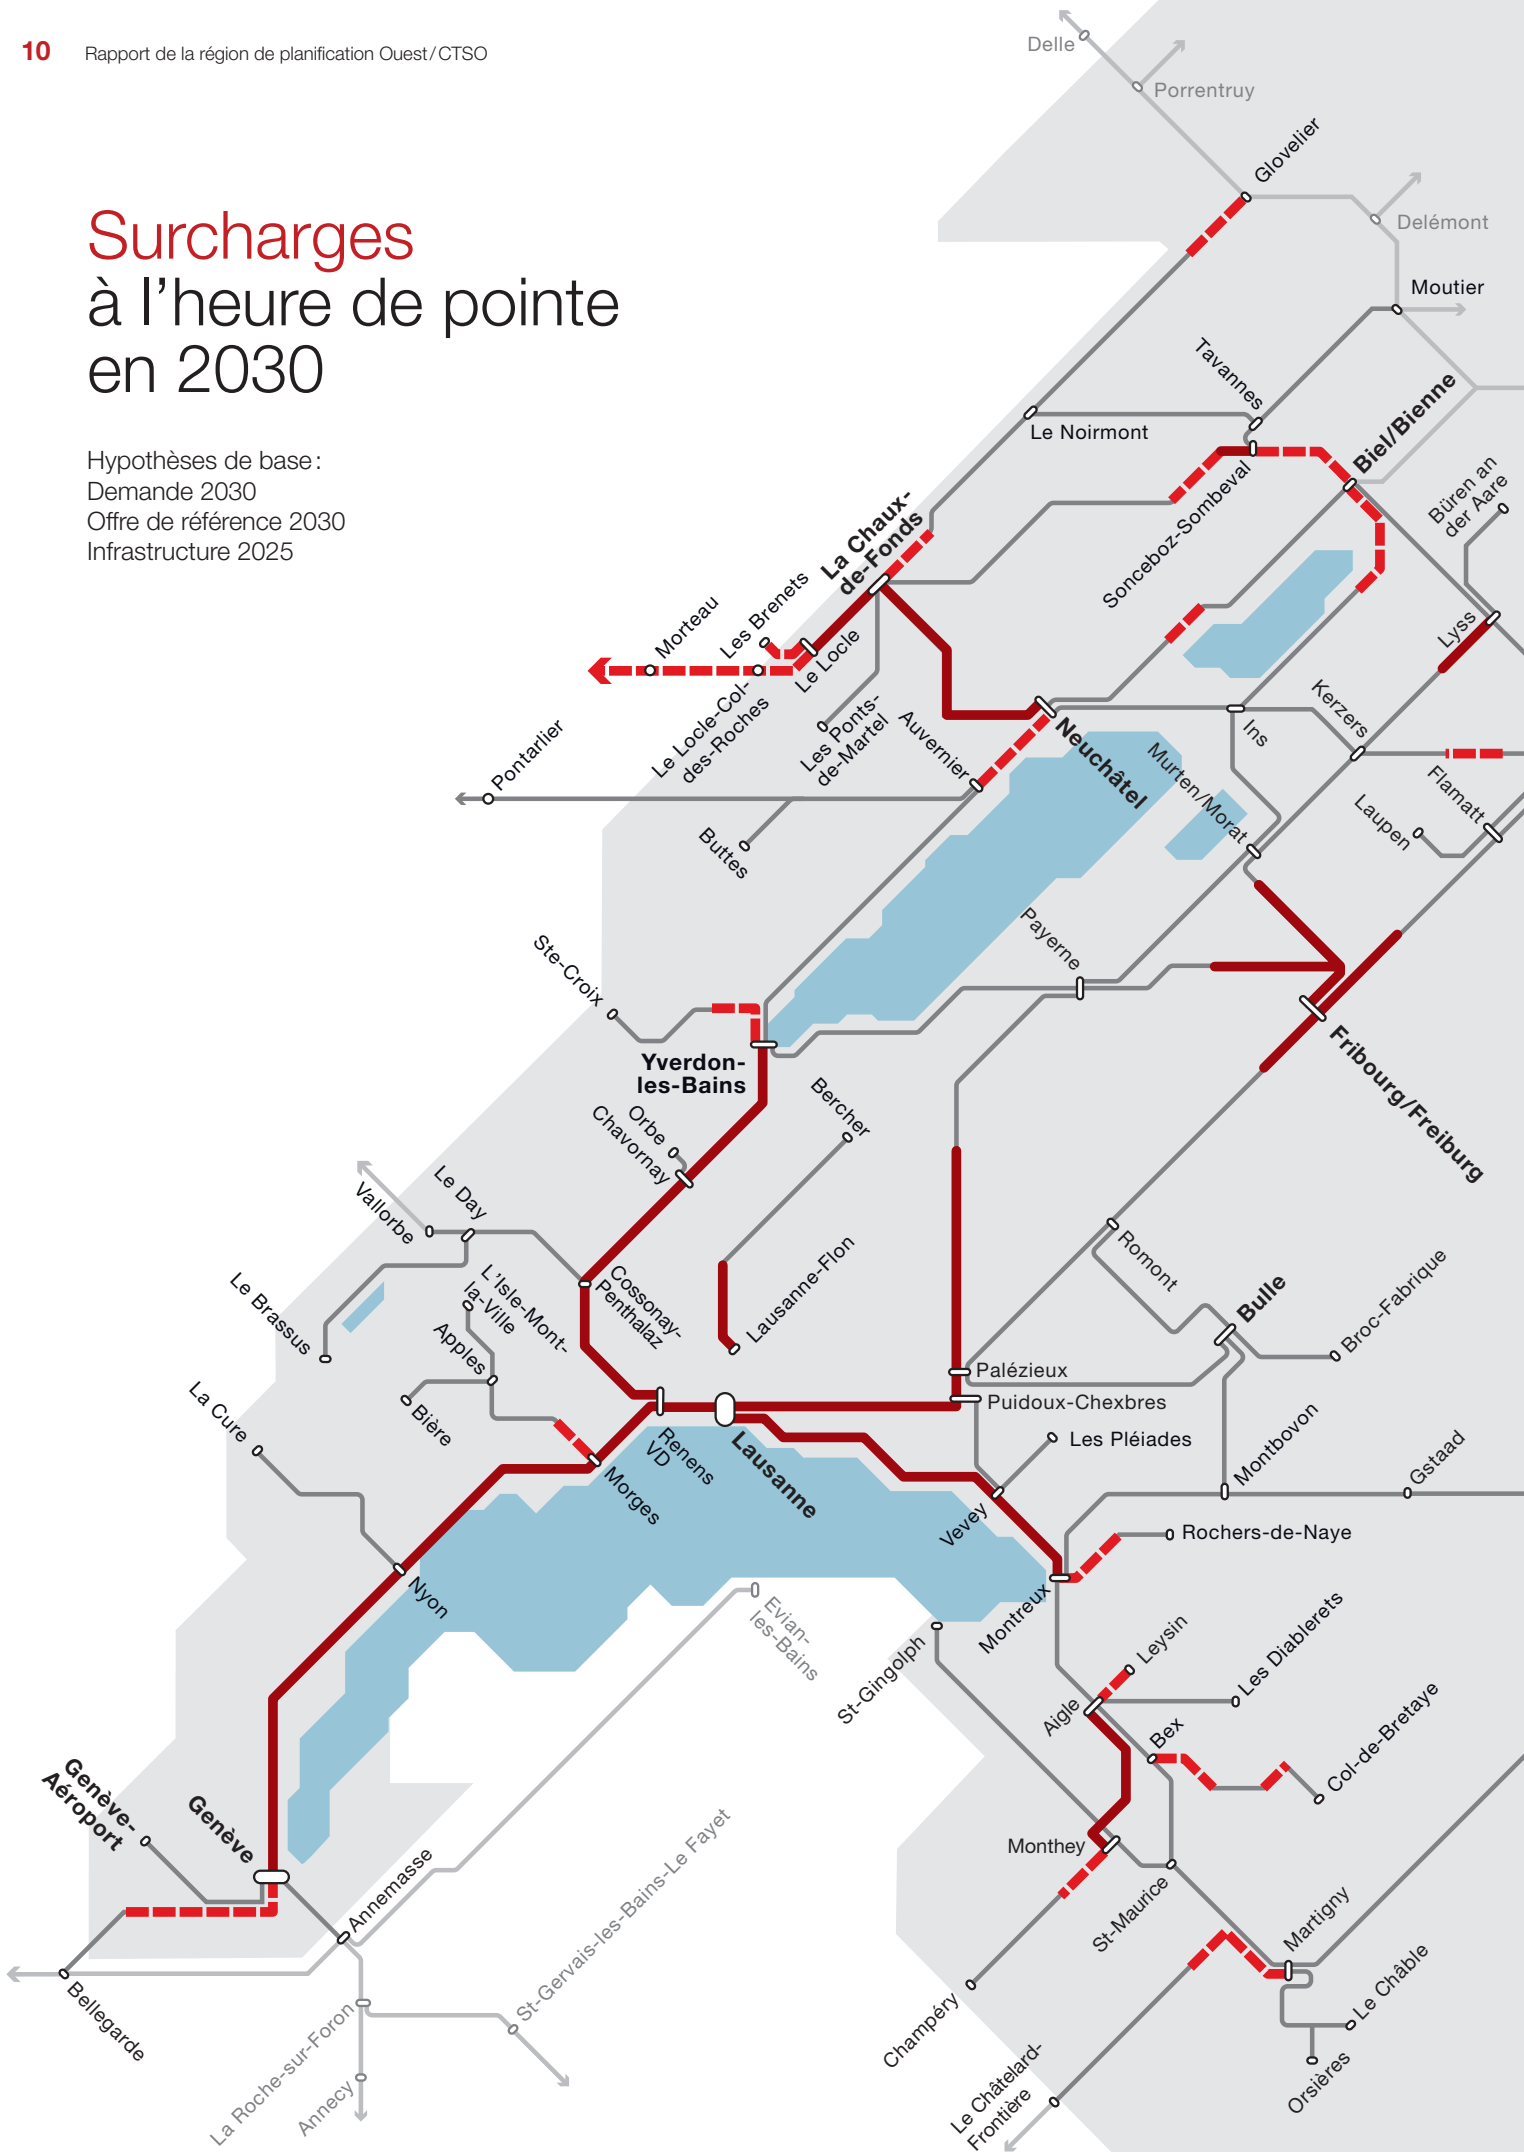 10 Rapport de la région de planification Ouest/CTSO
Surcharges
à l'heure de pointe
en 2030
Hypothèses de base :
Demande 2030
Offre de référence 2030
Infrastructure 2025
Delle
Porrentruy
Glovelier
Delémont
Moutier
Tavannes
Le Noirmont
Biel/Bienne
Büren an
der Aare
Sonceboz-Sombeval
La Chaux-
de-Fonds
Les Brenets
Morteau
Le Locle
Le Locle-Col-
des-Roches
Les Ponts-
de-Martel
Lyss
Kerzers
Ins
Auvernier
Neuchâtel
Pontarlier
Buttes
Murten/Morat
Flamatt
Laupen
Payerne
Ste-Croix
Yverdon-
les-Bains
Fribourg/Freiburg
Bercher
Orbe
Chavornay
Le Day
Vallorbe
Le Brassus
L'Isle-Mont-
la-Ville
Cossonay-
Penthalaz
Lausanne-Flon
Romont
Bulle
Broc-Fabrique
Apples
Bière
La Cure
Palézieux
Puidoux-Chexbres
Les Pléiades
Montbovon
Gstaad
Renens
VD
Lausanne
Morges
Vevey
Rochers-de-Naye
Nyon
Montreux
Evian-
les-Bains
St-Gingolph
Leysin
Les Diablerets
Aigle
Bex
Col-de-Bretaye
Genève-
Aéroport
Genève
Monthey
Annemasse
St-Maurice
Martigny
St-Gervais-les-Bains-Le Fayet
Bellegarde
Le Châble
Champéry
Orsières
La Roche-sur-Foron
Annecy
Le Châtelard-
Frontière